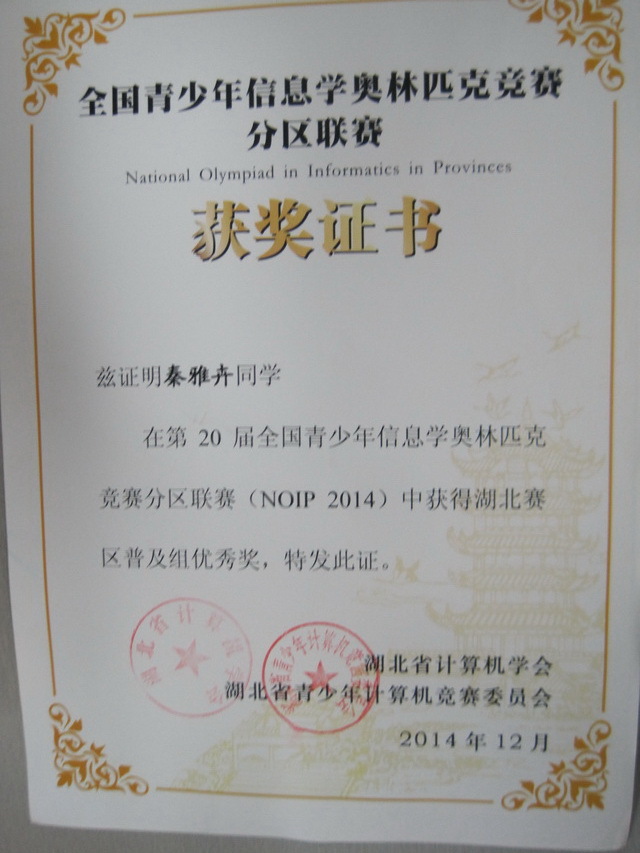 全国青少年信息学奥林匹克竞赛
分区联赛
National Olympiad in Informatics in Provinces
获奖证书
兹证明秦雅卉同学
在第 20 届全国青少年信息学奥林匹克
竞赛分区联赛（NOIP 2014）中获得湖北赛
区普及组优秀奖，特发此证。
湖北省计算机学会
湖北省青少年计算机竞赛委员会
2014 年 12 月